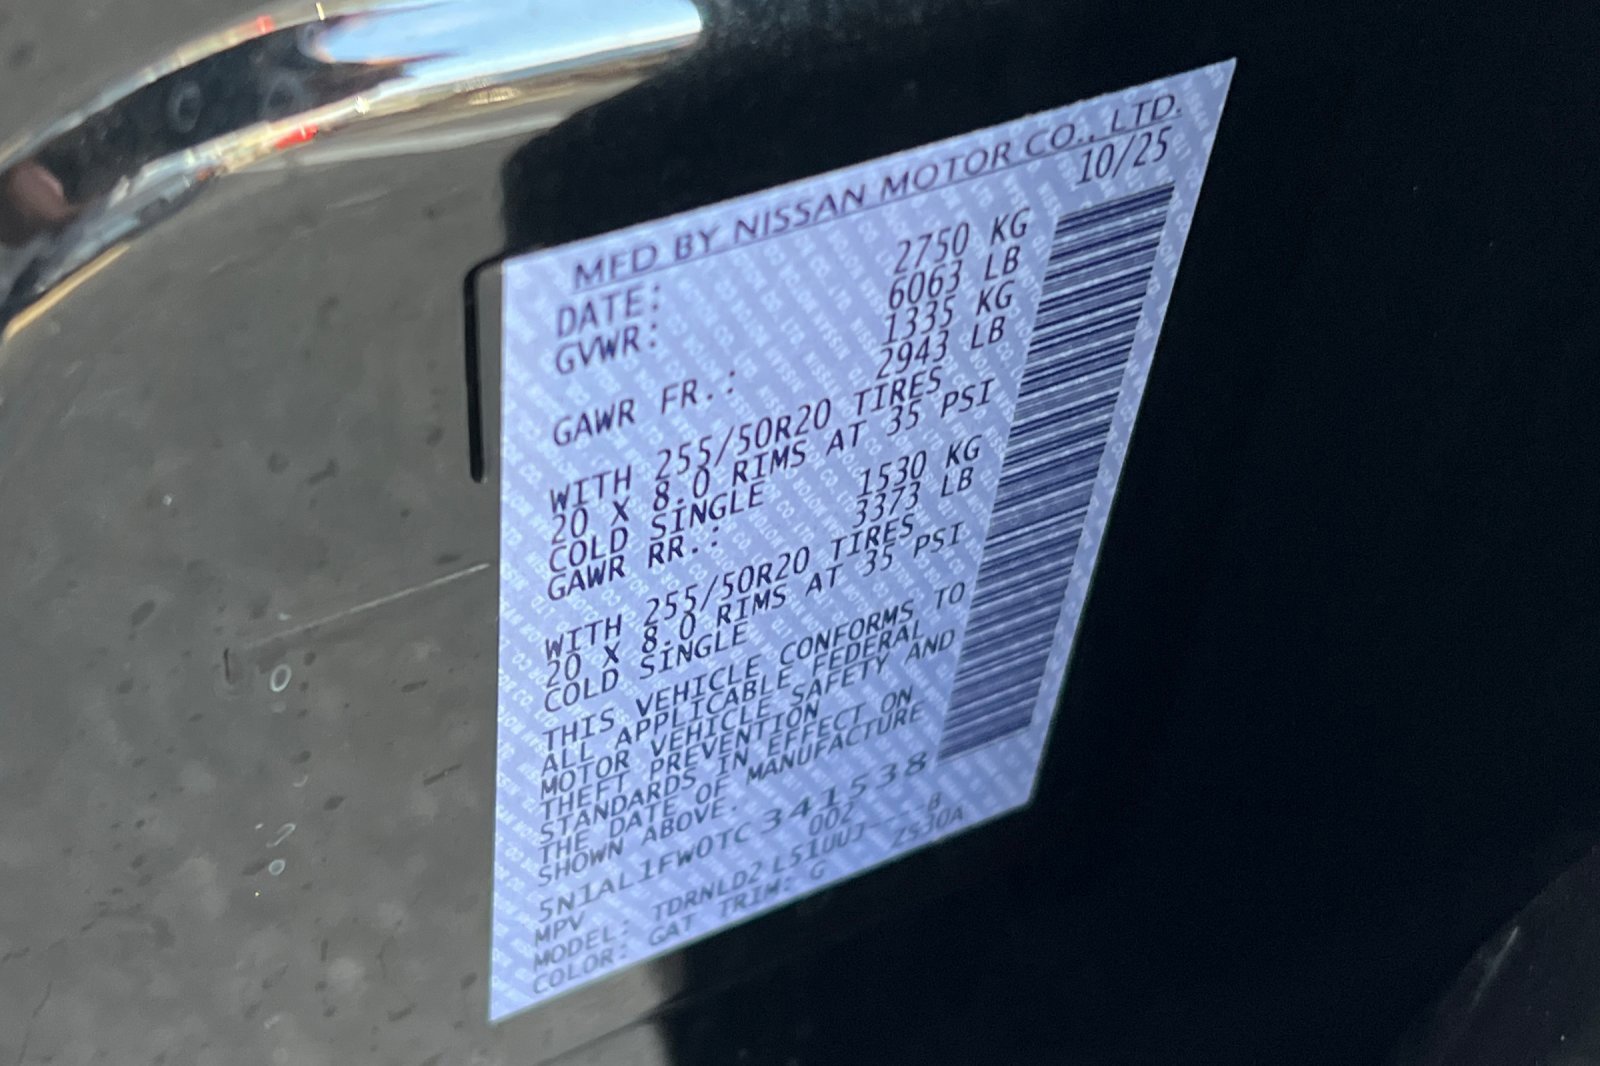 MFD BY NISSAN MOTOR CO., LTD.
DATE: 10/25
GVWR: 2750 KG
6063 LB
GAWR FR.: 1335 KG
2943 LB
WITH 255/50R20 TIRES
20 X 8.0 RIMS AT 35 PSI
COLD SINGLE
GAWR RR.: 1530 KG
3373 LB
WITH 255/50R20 TIRES
20 X 8.0 RIMS AT 35 PSI
COLD SINGLE
THIS VEHICLE CONFORMS TO
ALL APPLICABLE FEDERAL
MOTOR VEHICLE SAFETY AND
THEFT PREVENTION
STANDARDS IN EFFECT ON
THE DATE OF MANUFACTURE
SHOWN ABOVE.
5N1AL1FW0TC341538
MPV 002 B
MODEL: TDRNLD2
COLOR: GAT TRIM: G